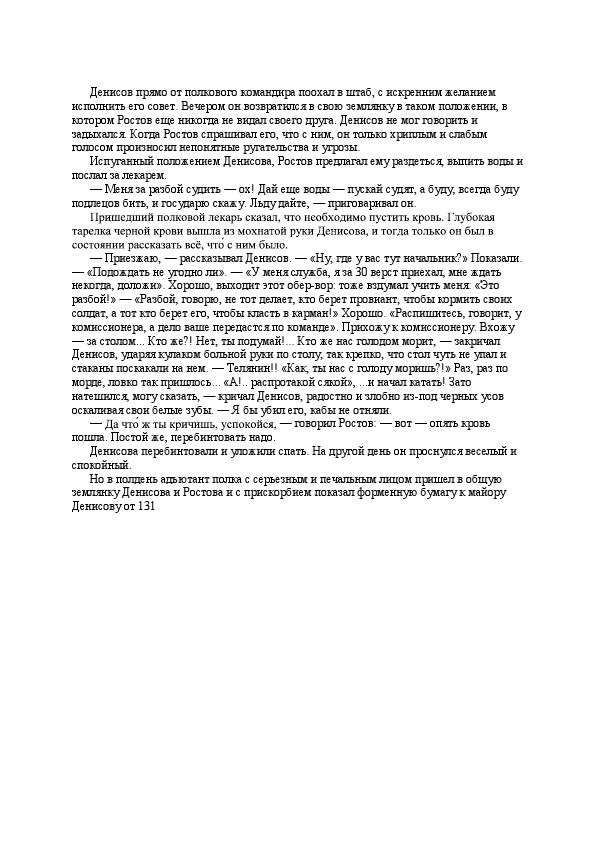 Денисов прямо от полкового командира поохал в штаб, с искренним желанием
исполнить его совет. Вечером он возвратился в свою землянку в таком положении, в
котором Ростов еще никогда не видал своего друга. Денисов не мог говорить и
задыхался. Когда Ростов спрашивал его, что с ним, он только хриплым и слабым
голосом произносил непонятные ругательства и угрозы.
Испуганный положением Денисова, Ростов предлагал ему раздеться, выпить воды и
послал за лекарем.
— Меня за разбой судить — ох! Дай еще воды — пускай судят, а буду, всегда буду
подлецов бить, и государю скажу. Льду дайте, — приговаривал он.
Пришедший полковой лекарь сказал, что необходимо пустить кровь. Глубокая
тарелка черной крови вышла из мохнатой руки Денисова, и тогда только он был в
состоянии рассказать всё, что́ с ним было.
— Приезжаю, — рассказывал Денисов. — «Ну, где у вас тут начальник?» Показали.
— «Подождать не угодно ли». — «У меня служба, я за 30 верст приехал, мне ждать
некогда, доложи». Хорошо, выходит этот обер-вор: тоже вздумал учить меня: «Это
разбой!» — «Разбой, говорю, не тот делает, кто берет провиант, чтобы кормить своих
солдат, а тот кто берет его, чтобы класть в карман!» Хорошо. «Распишитесь, говорит, у
комиссионера, а дело ваше передастся по команде». Прихожу к комиссионеру. Вхожу
— за столом... Кто же?! Нет, ты подумай!... Кто же нас голодом морит, — закричал
Денисов, ударяя кулаком больной руки по столу, так крепко, что стол чуть не упал и
стаканы поскакали на нем. — Телянин!! «Как, ты нас с голоду моришь?!» Раз, раз по
морде, ловко так пришлось... «А!.. распротакой сякой», ...и начал катать! Зато
натешился, могу сказать, — кричал Денисов, радостно и злобно из-под черных усов
оскаливая свои белые зубы. — Я бы убил его, кабы не отняли.
— Да что́ ж ты кричишь, успокойся, — говорил Ростов: — вот — опять кровь
пошла. Постой же, перебинтовать надо.
Денисова перебинтовали и уложили спать. На другой день он проснулся веселый и
спокойный.
Но в полдень адъютант полка с серьезным и печальным лицом пришел в общую
землянку Денисова и Ростова и с прискорбием показал форменную бумагу к майору
Денисову от 131